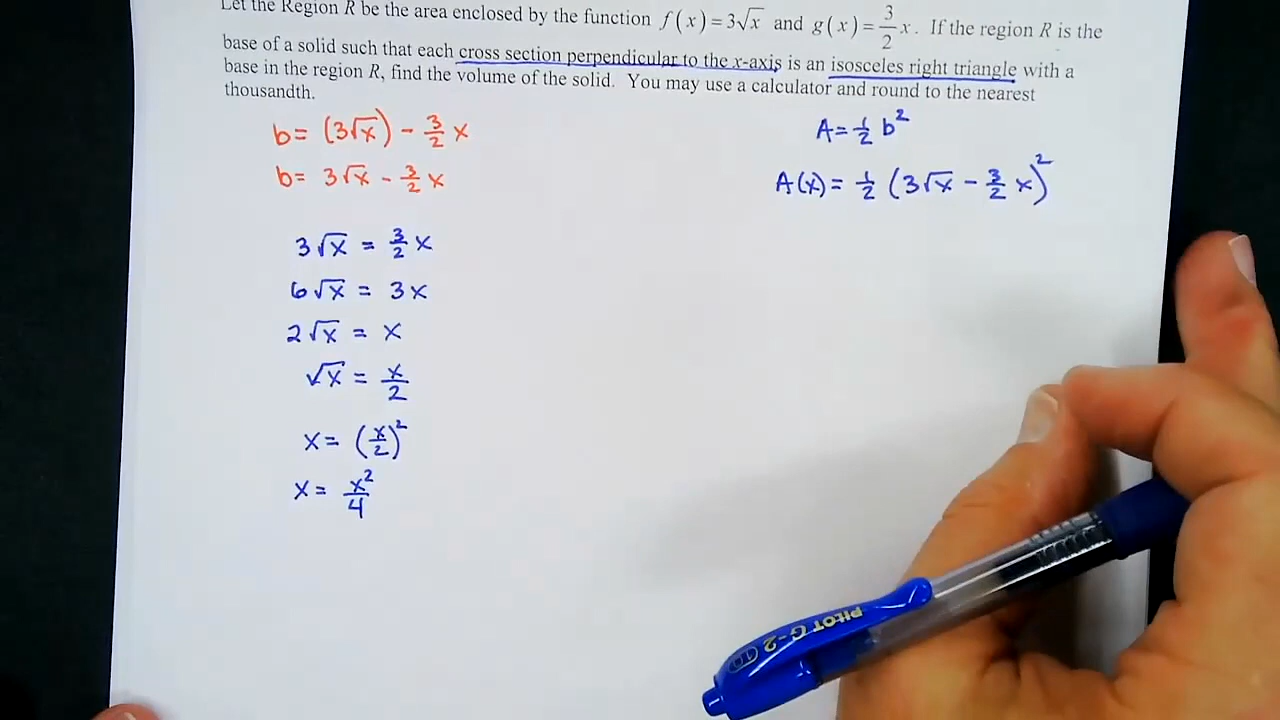 Let the Region R be the area enclosed by the function f(x)=3√x and g(x)=3/2x. If the region R is the
base of a solid such that each cross section perpendicular to the x-axis is an isosceles right triangle with a
base in the region R, find the volume of the solid. You may use a calculator and round to the nearest
thousandth.
b= (3√x) - 3/2 x
b= 3√x - 3/2 x
3√x = 3/2 x
6√x = 3x
2√x = x
√x = x/2
x= (x/2)²
x = x²/4
A= 1/2 b²
A(x)= 1/2 (3√x - 3/2 x)²
PILOT G-2 10